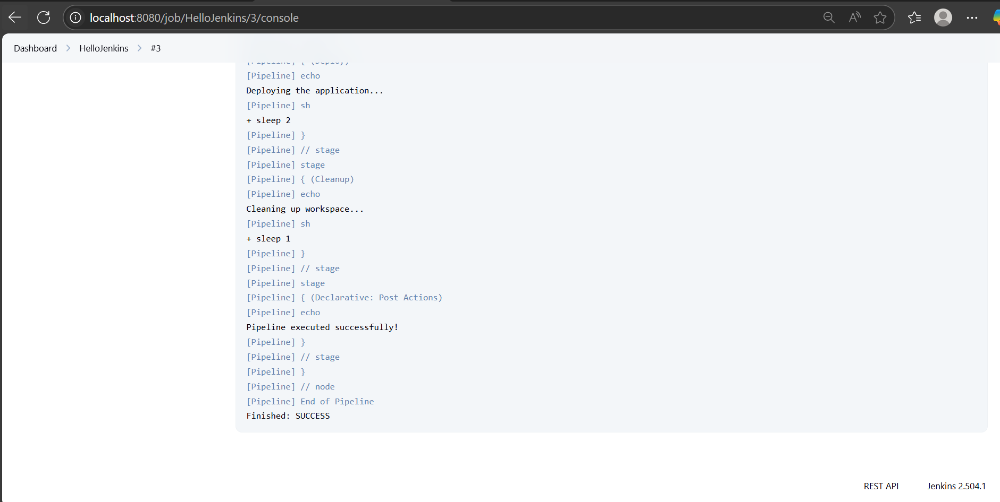 localhost:8080/job/HelloJenkins/3/console
Dashboard > HelloJenkins > #3
[Pipeline] { (Deploy)
[Pipeline] echo
Deploying the application...
[Pipeline] sh
+ sleep 2
[Pipeline] }
[Pipeline] // stage
[Pipeline] stage
[Pipeline] { (Cleanup)
[Pipeline] echo
Cleaning up workspace...
[Pipeline] sh
+ sleep 1
[Pipeline] }
[Pipeline] // stage
[Pipeline] stage
[Pipeline] { (Declarative: Post Actions)
[Pipeline] echo
Pipeline executed successfully!
[Pipeline] }
[Pipeline] // stage
[Pipeline] }
[Pipeline] // node
[Pipeline] End of Pipeline
Finished: SUCCESS
REST API Jenkins 2.504.1